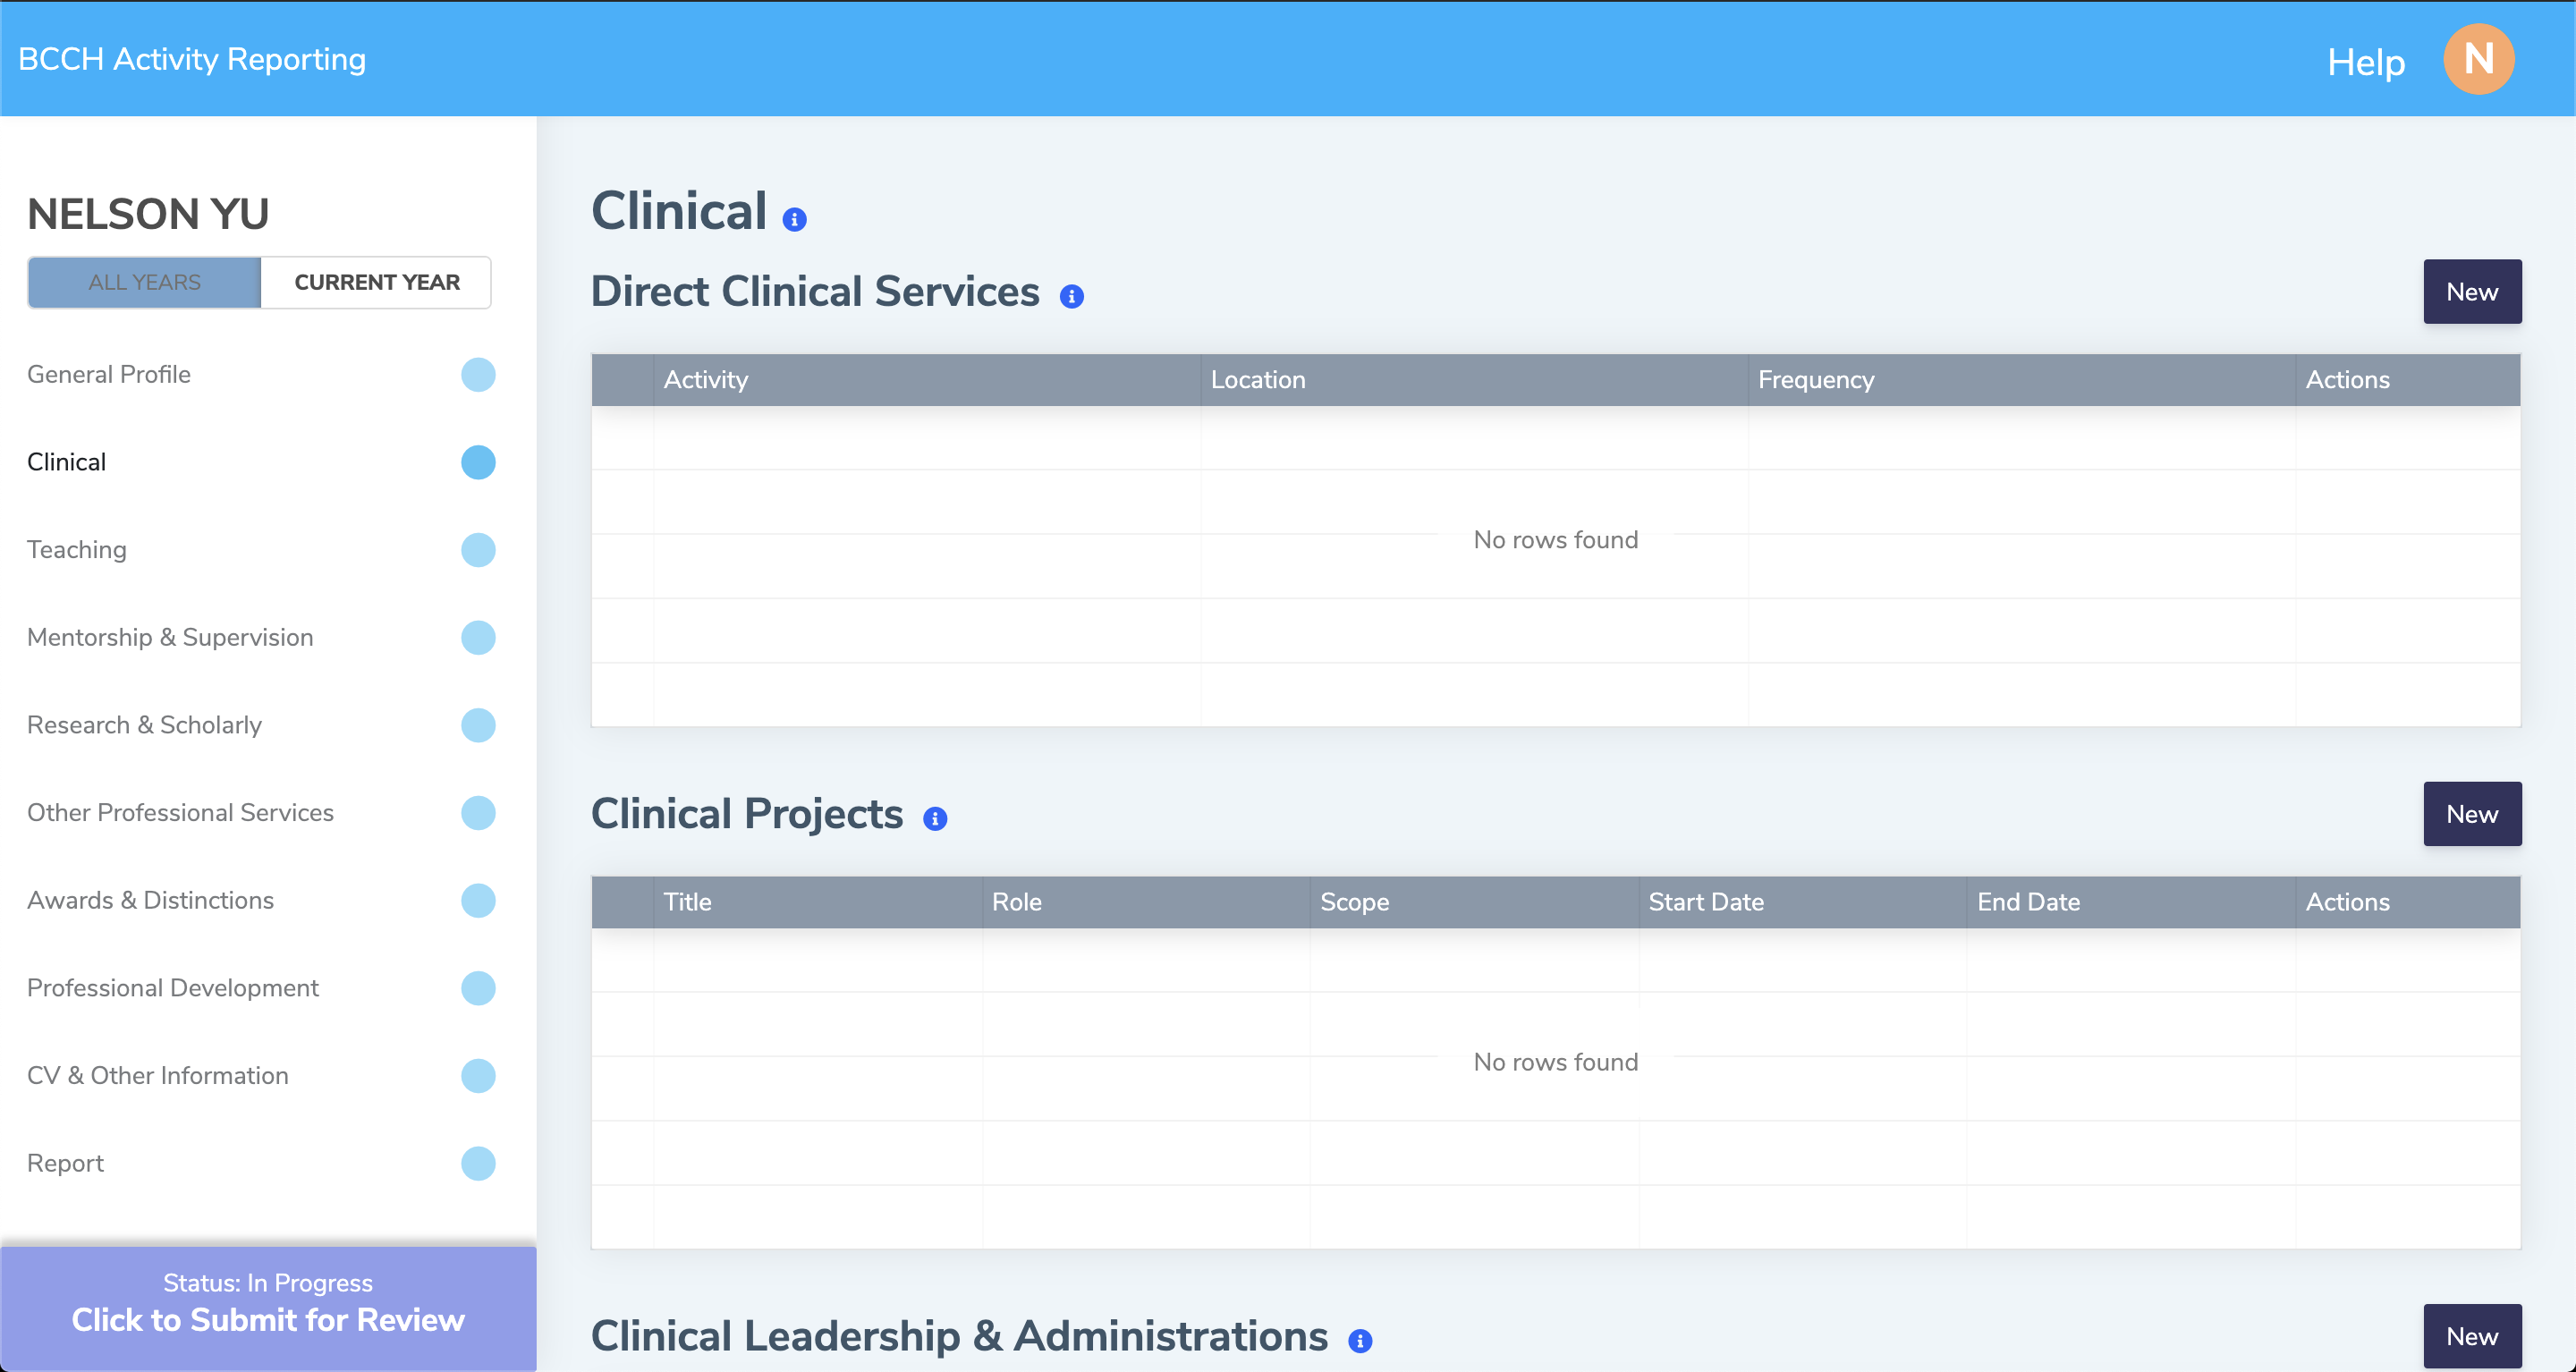 BCCH Activity Reporting
Help
N
NELSON YU
ALL YEARS
CURRENT YEAR
General Profile
Clinical
Teaching
Mentorship & Supervision
Research & Scholarly
Other Professional Services
Awards & Distinctions
Professional Development
CV & Other Information
Report
Status: In Progress
Click to Submit for Review
Clinical
Direct Clinical Services
New
Activity Location Frequency Actions
No rows found
Clinical Projects
New
Title Role Scope Start Date End Date Actions
No rows found
Clinical Leadership & Administrations
New